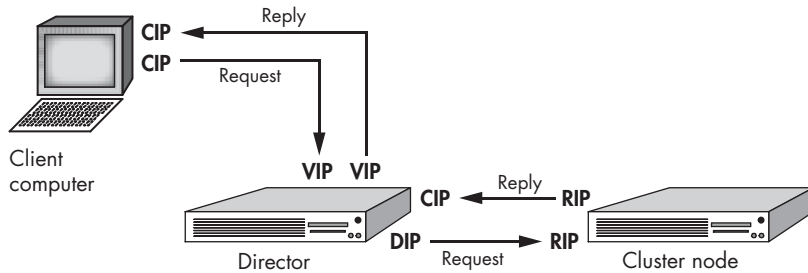 CIP
Reply
CIP
Request
Client
computer
VIP VIP
CIP
Reply
RIP
DIP
Request
RIP
Director
Cluster node